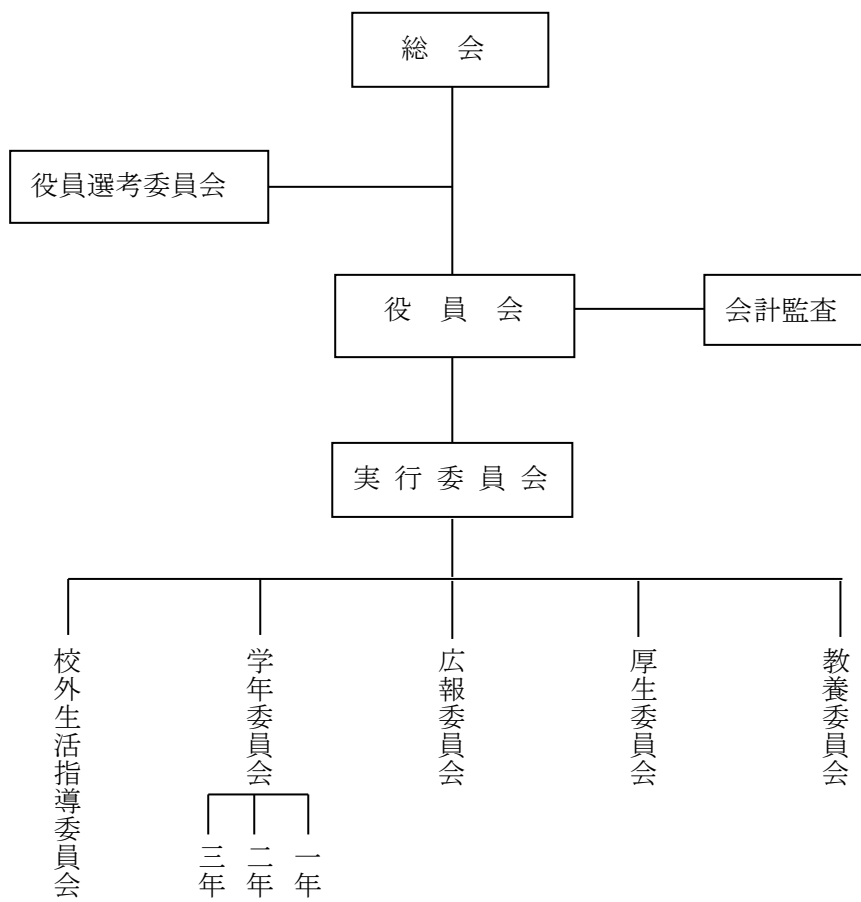 総　会
役員選考委員会
役　員　会
会計監査
実 行 委 員 会
校外生活指導委員会
学年委員会
広報委員会
厚生委員会
教養委員会
三年
二年
一年